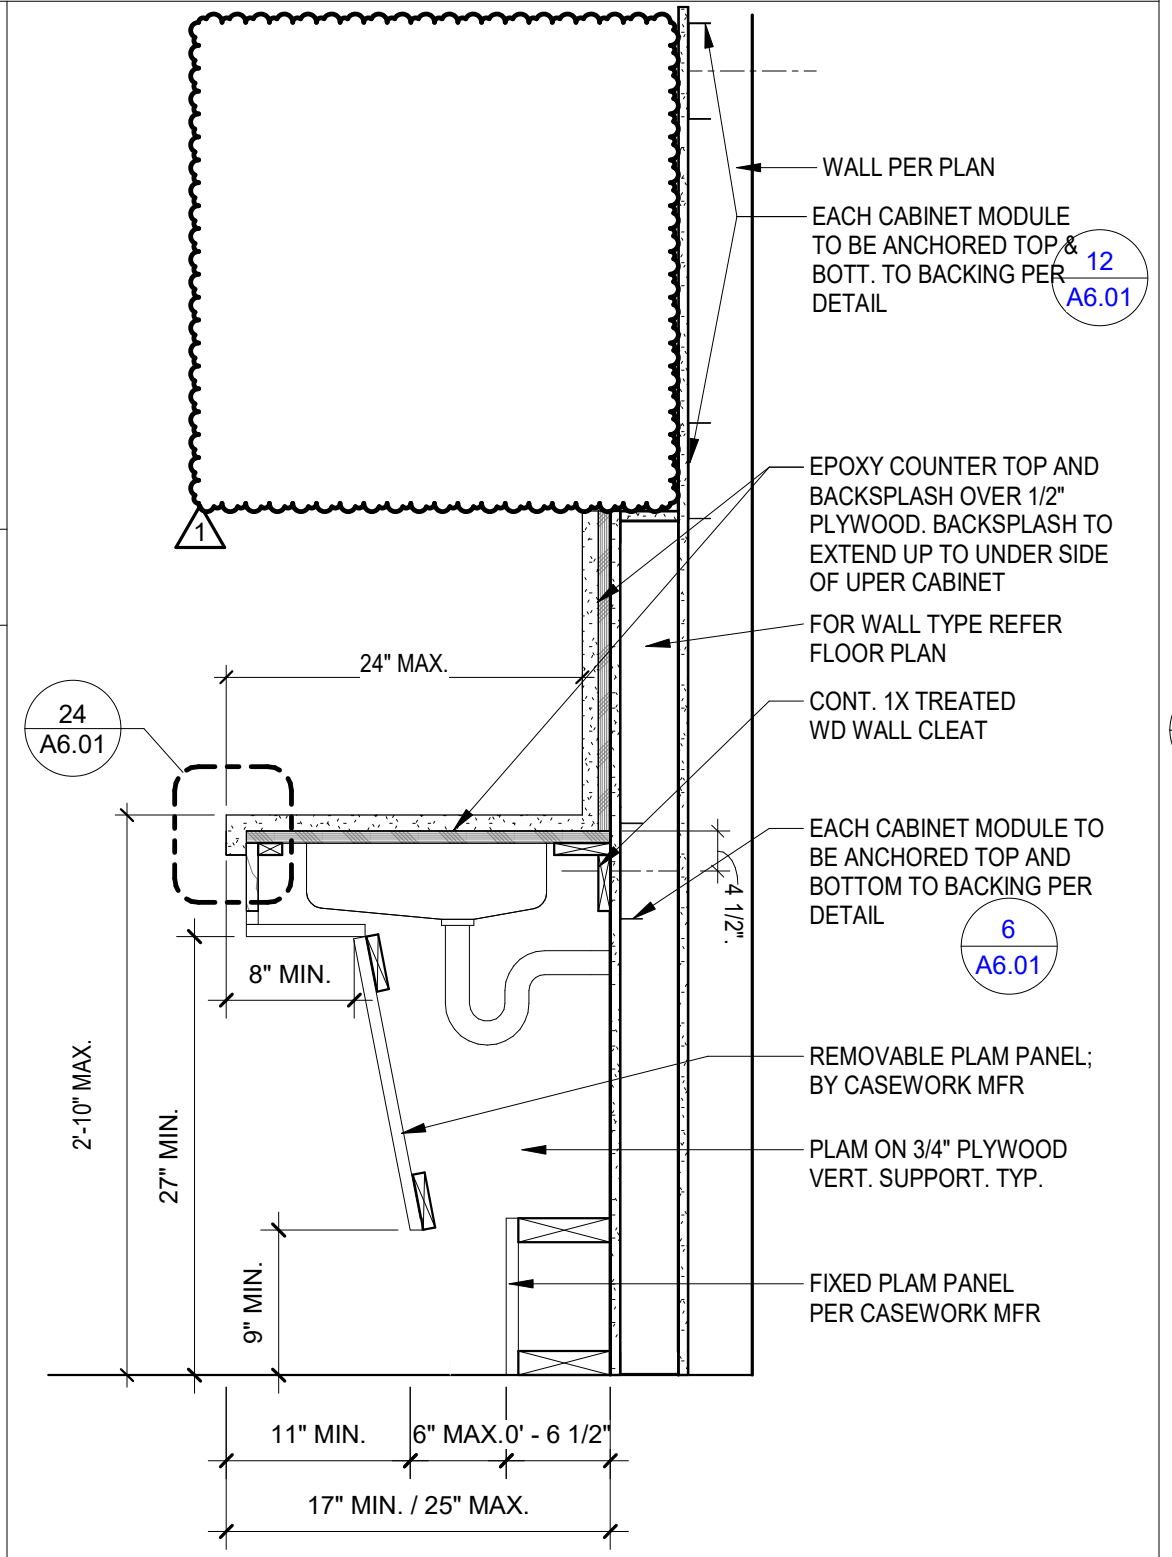 WALL PER PLAN
EACH CABINET MODULE
TO BE ANCHORED TOP &
BOTT. TO BACKING PER
DETAIL
12
A6.01
EPOXY COUNTER TOP AND
BACKSPLASH OVER 1/2"
PLYWOOD. BACKSPLASH TO
EXTEND UP TO UNDER SIDE
OF UPER CABINET
1
FOR WALL TYPE REFER
FLOOR PLAN
24" MAX.
CONT. 1X TREATED
WD WALL CLEAT
24
A6.01
EACH CABINET MODULE TO
BE ANCHORED TOP AND
BOTTOM TO BACKING PER
DETAIL
6
A6.01
4 1/2".
8" MIN.
2'-10" MAX.
27" MIN.
REMOVABLE PLAM PANEL;
BY CASEWORK MFR
PLAM ON 3/4" PLYWOOD
VERT. SUPPORT. TYP.
9" MIN.
FIXED PLAM PANEL
PER CASEWORK MFR
11" MIN.
6" MAX.
0' - 6 1/2"
17" MIN. / 25" MAX.